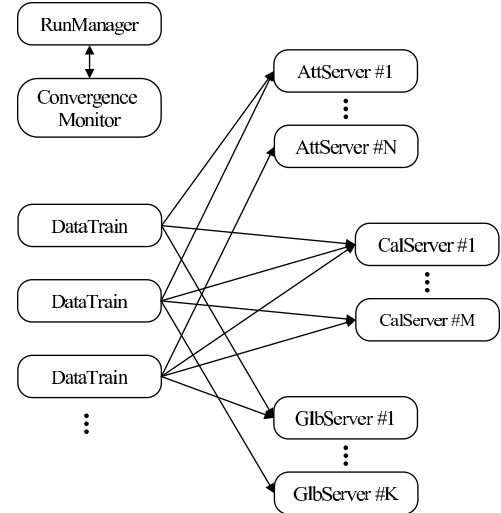 RunManager
Convergence
Monitor
AttServer #1
AttServer #N
DataTrain
CalServer #1
DataTrain
CalServer #M
DataTrain
GlbServer #1
GlbServer #K